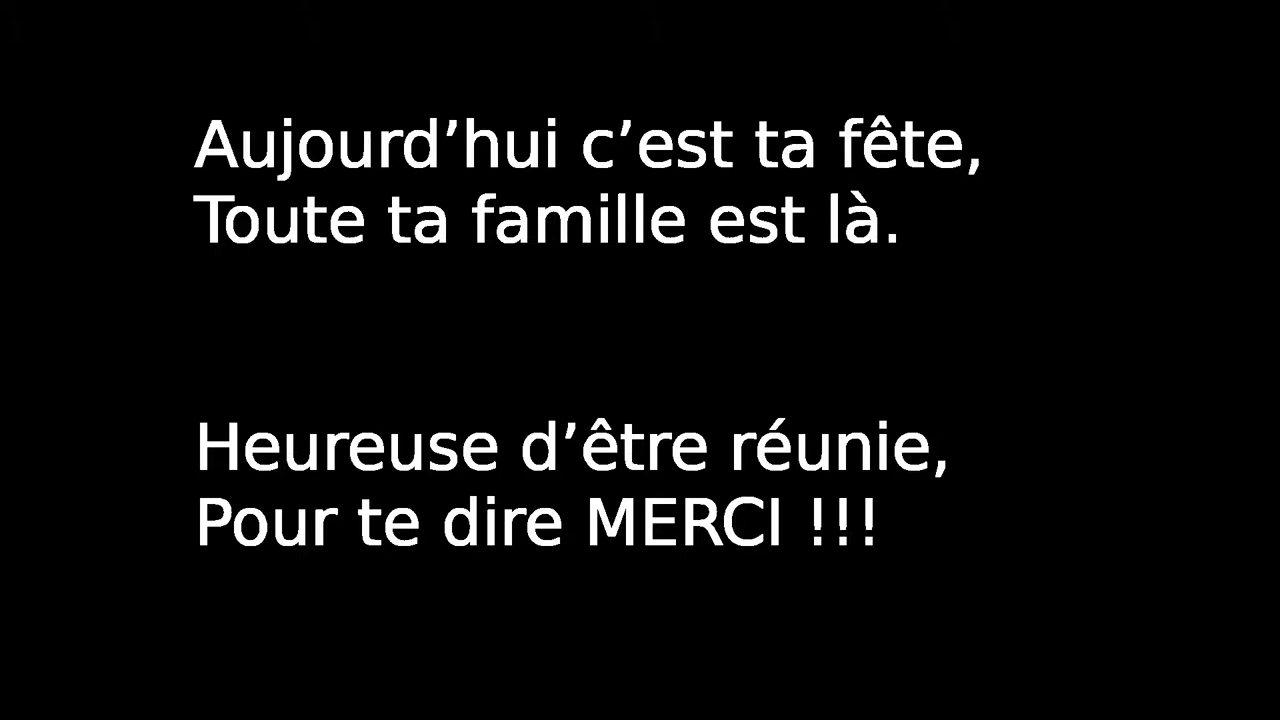 Aujourd’hui c’est ta fête,
Toute ta famille est là.
Heureuse d’être réunie,
Pour te dire MERCI !!!